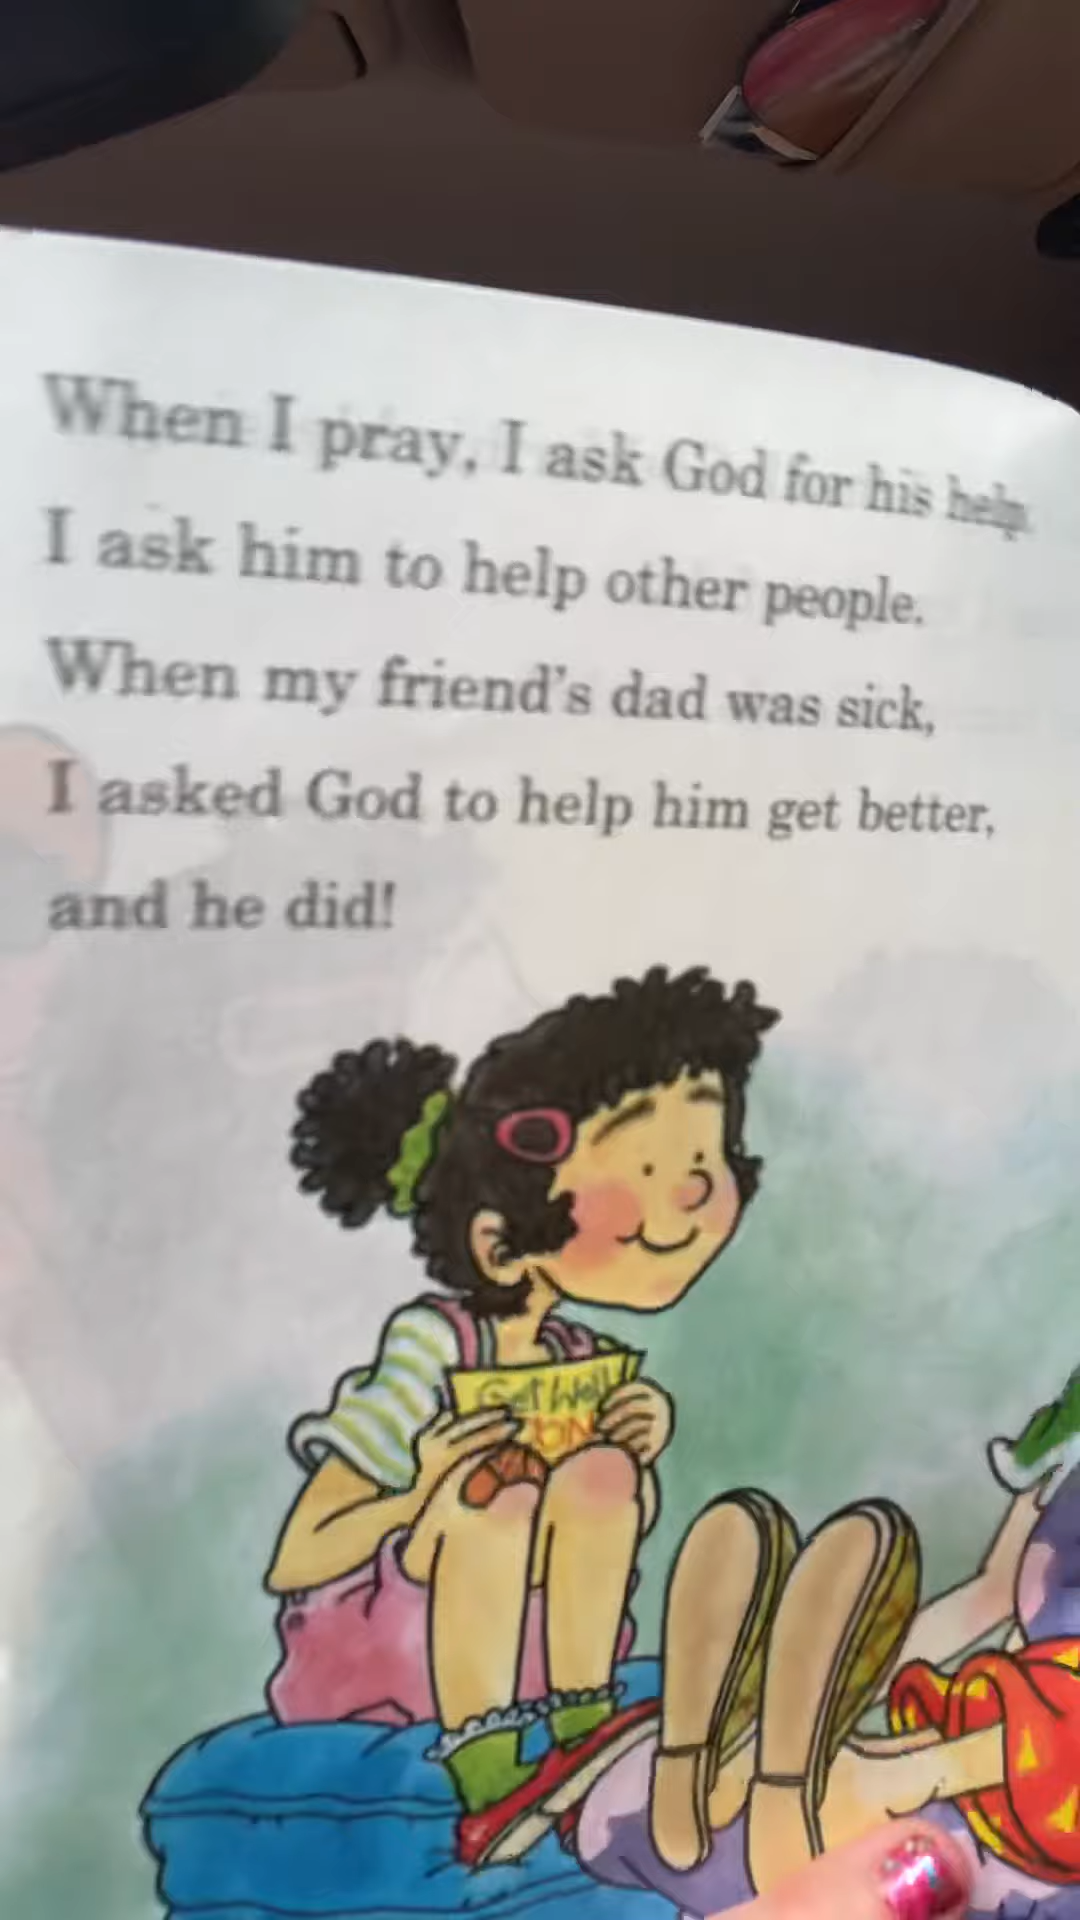 When I pray, I ask God for his help.
I ask him to help other people.
When my friend's dad was sick,
I asked God to help him get better,
and he did!
Get Well